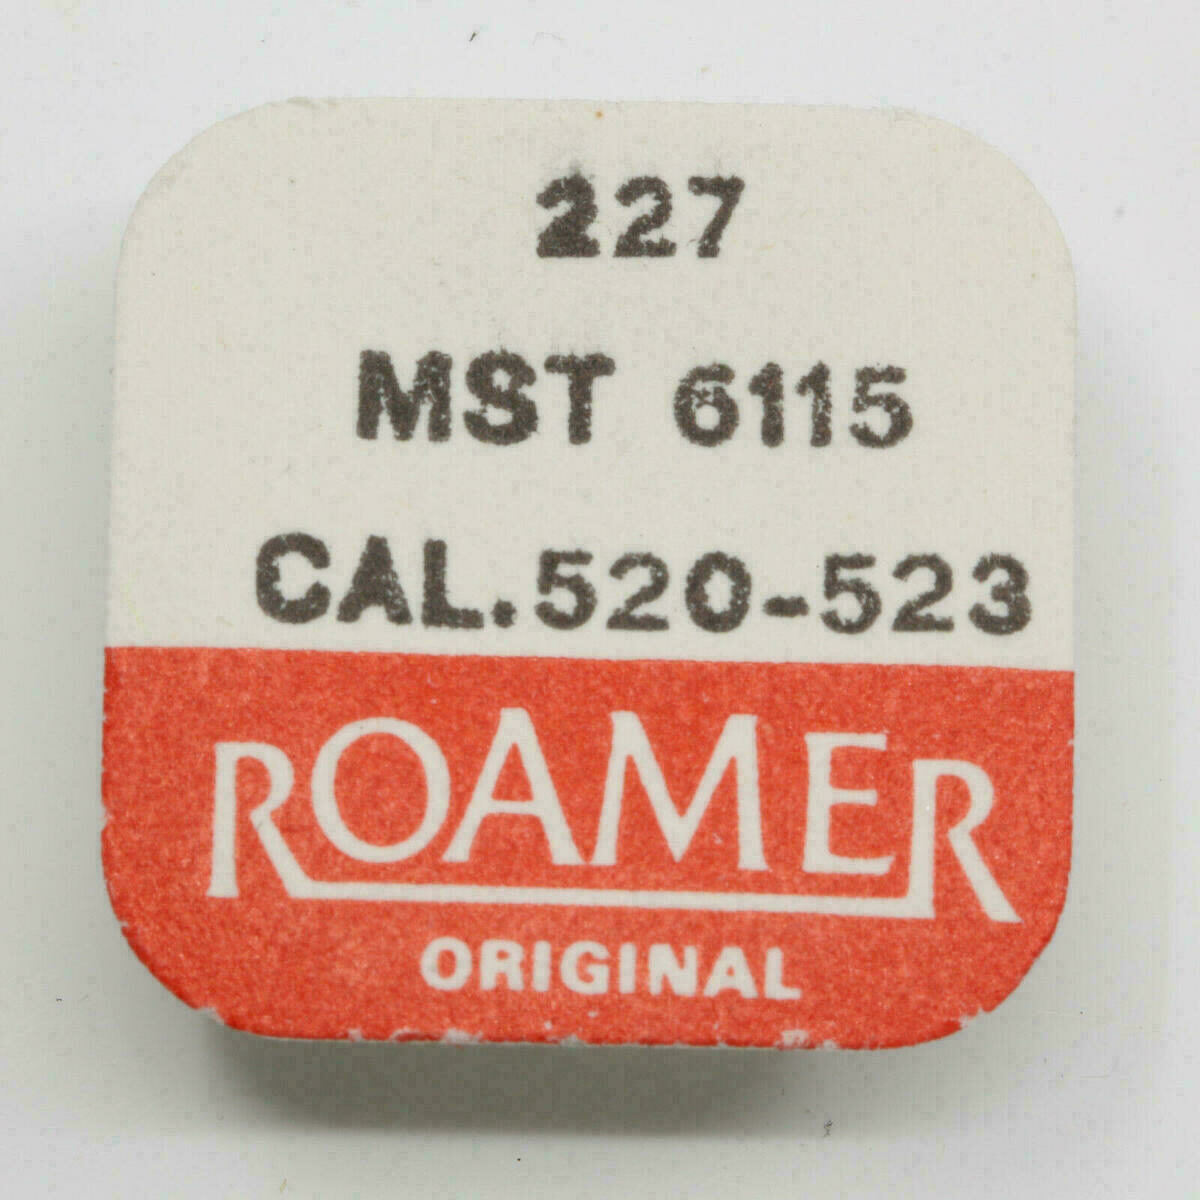 227
MST 6115
CAL.520-523
ROAMER
ORIGINAL